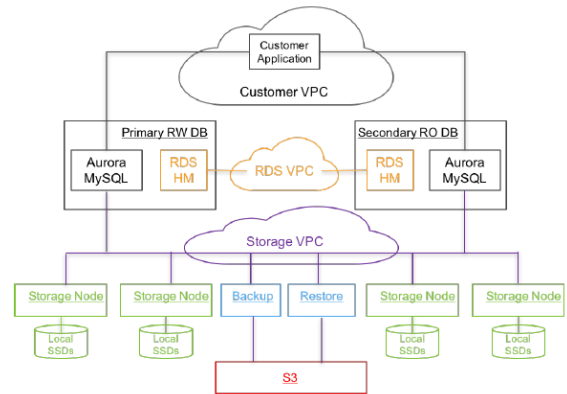 Customer
Application
Customer VPC
Primary RW DB
Secondary RO DB
Aurora
MySQL
RDS
HM
RDS VPC
RDS
HM
Aurora
MySQL
Storage VPC
Storage Node
Storage Node
Backup
Restore
Storage Node
Storage Node
Local
SSDs
Local
SSDs
Local
SSDs
Local
SSDs
S3